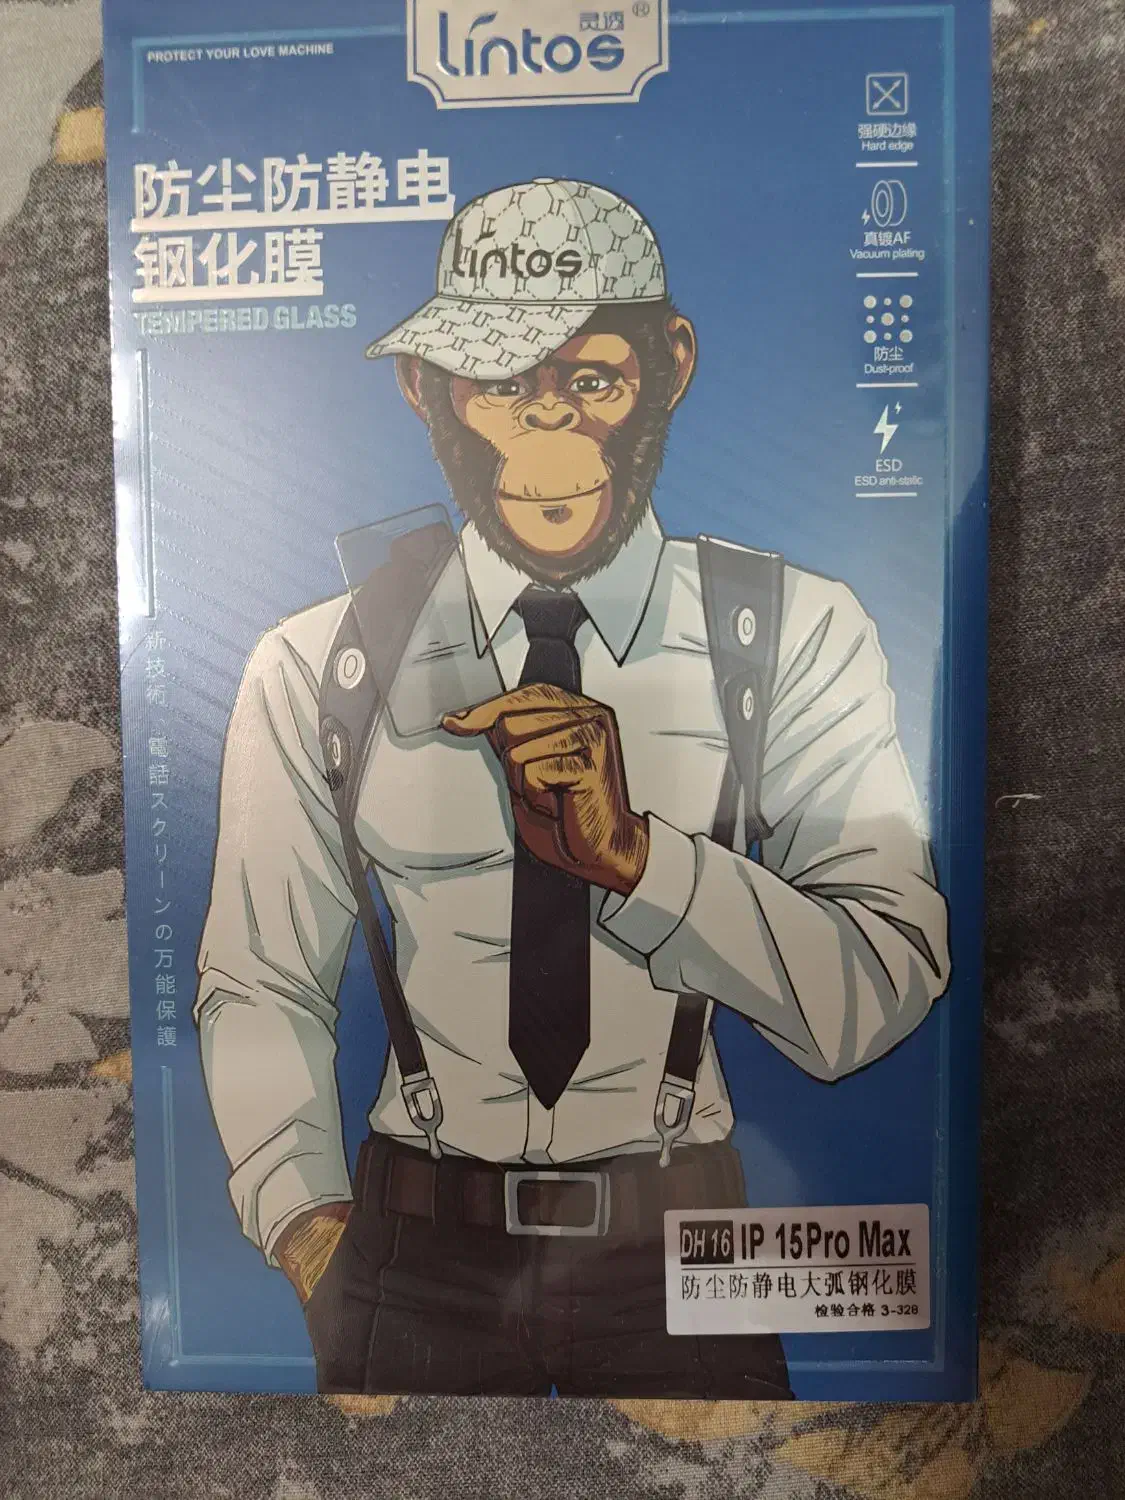 灵透®
lintos
PROTECT YOUR LOVE MACHINE
防尘防静电
钢化膜
TEMPERED GLASS
强硬边缘
Hard edge
真镀AF
Vacuum plating
防尘
Dust-proof
ESD
ESD anti-static
lintos
新技術、電話スクリーンの万能保護
DH 16 IP 15Pro Max
防尘防静电大弧钢化膜
检验合格 3-328